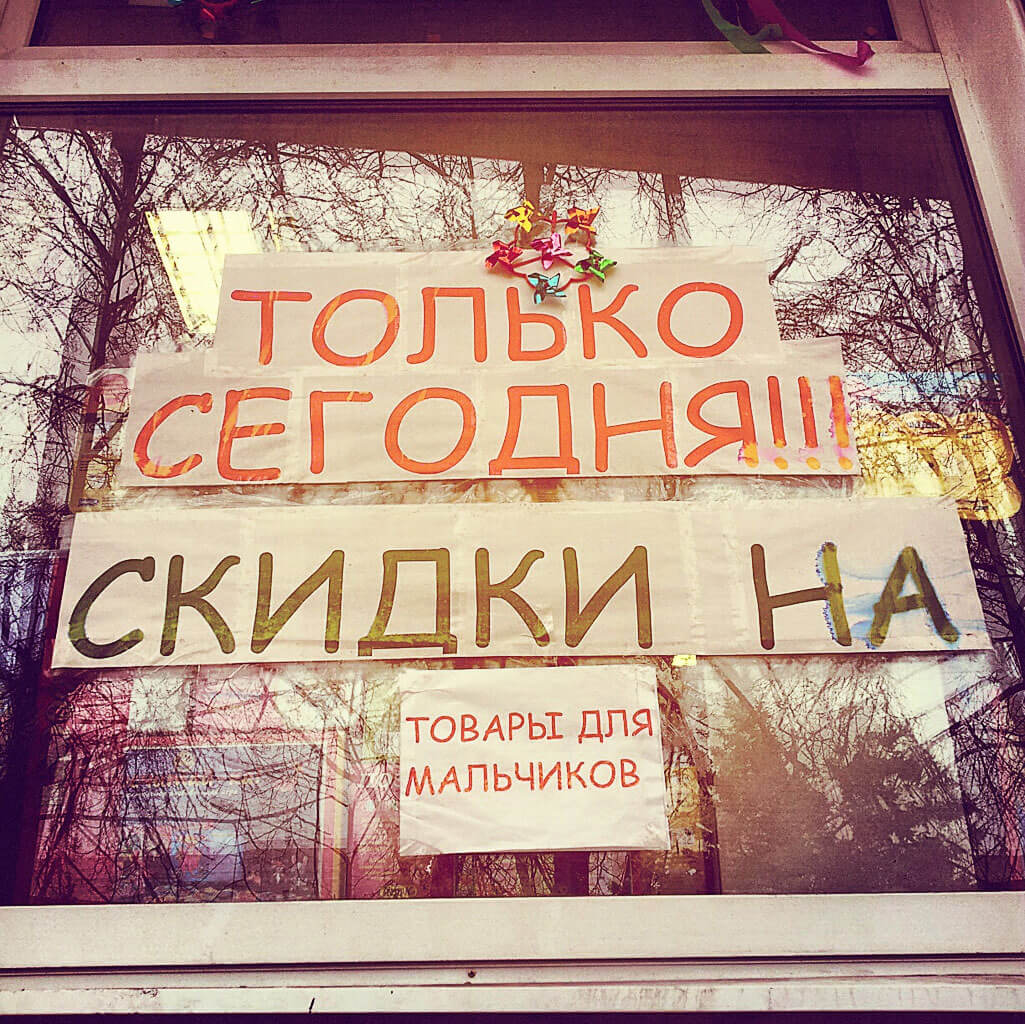 ТОЛЬКО
СЕГОДНЯ!!!
СКИДКИ НА
ТОВАРЫ ДЛЯ
МАЛЬЧИКОВ